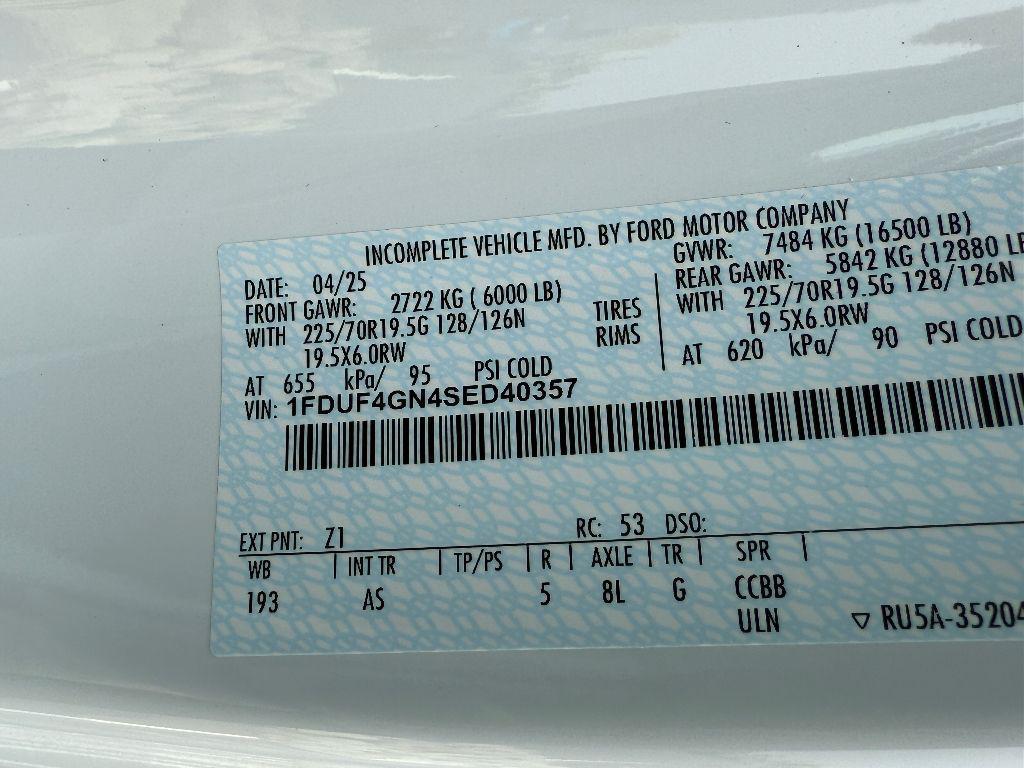 INCOMPLETE VEHICLE MFD. BY FORD MOTOR COMPANY
DATE: 04/25 GVWR: 7484 KG (16500 LB)
FRONT GAWR: 2722 KG ( 6000 LB) REAR GAWR: 5842 KG (12880 LB
WITH 225/70R19.5G 128/126N TIRES WITH 225/70R19.5G 128/126N
19.5X6.0RW RIMS 19.5X6.0RW
AT 655 kPa/ 95 PSI COLD AT 620 kPa/ 90 PSI COLD
VIN: 1FDUF4GN4SED40357
EXT PNT: Z1 RC: 53 DSO:
WB INT TR TP/PS R AXLE TR SPR
193 AS 5 8L G CCBB
ULN ▽ RU5A-35204